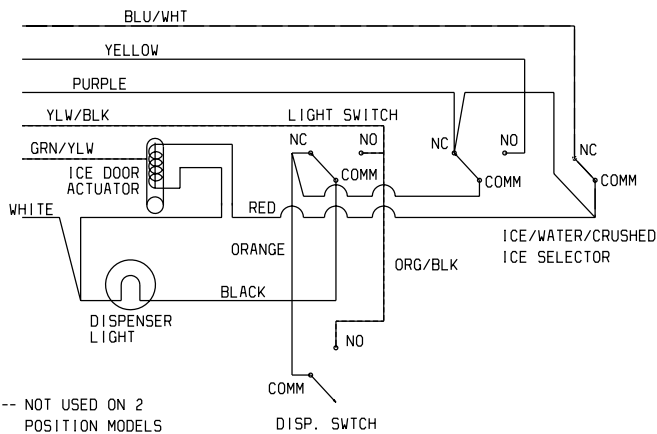 BLU/WHT
YELLOW
PURPLE
YLW/BLK
LIGHT SWITCH
GRN/YLW
NC
NO
NC
NO
NC
ICE DOOR
ACTUATOR
COMM
COMM
COMM
WHITE
RED
ICE/WATER/CRUSHED
ICE SELECTOR
ORANGE
ORG/BLK
BLACK
DISPENSER
LIGHT
NO
COMM
-- NOT USED ON 2
POSITION MODELS
DISP. SWTCH